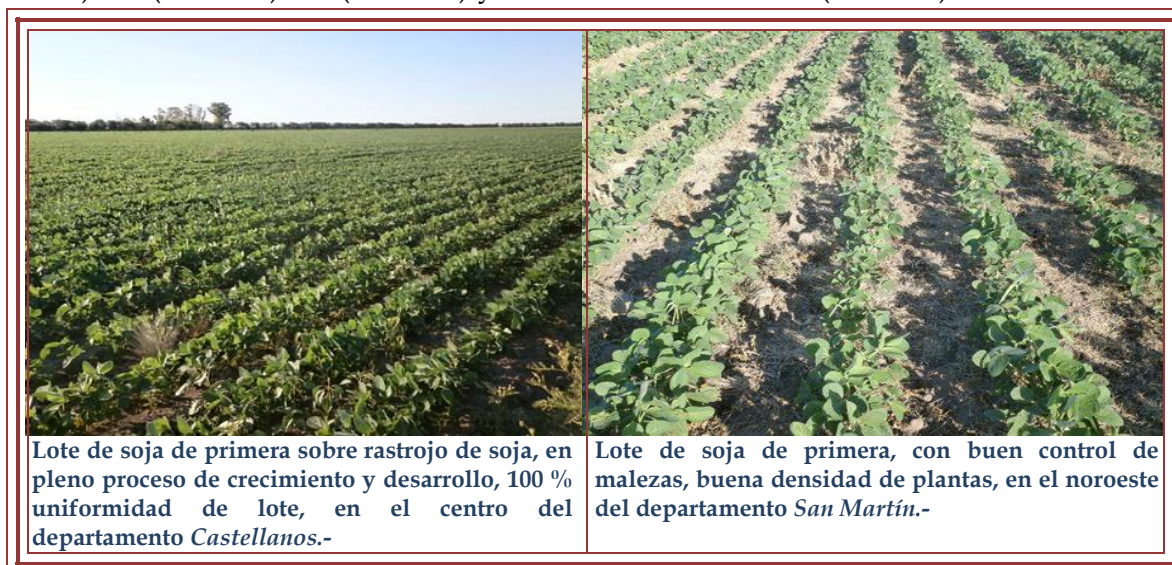 Lote de soja de primera sobre rastrojo de soja, en
pleno proceso de crecimiento y desarrollo, 100 %
uniformidad de lote, en el centro del
departamento Castellanos.-
Lote de soja de primera, con buen control de
malezas, buena densidad de plantas, en el noroeste
del departamento San Martín.-